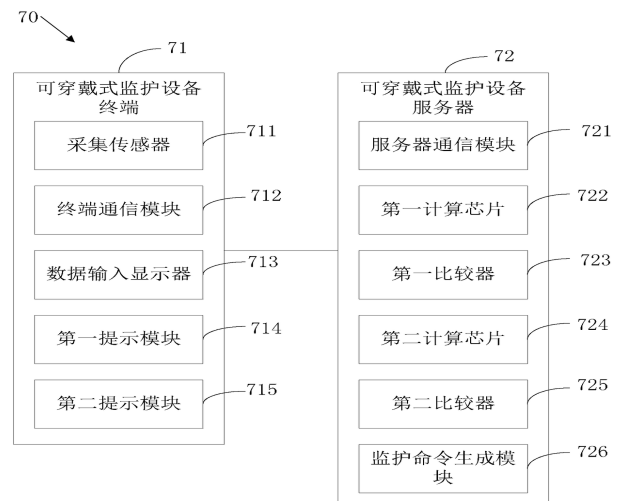 70
71
可穿戴式监护设备
终端
采集传感器
711
终端通信模块
712
数据输入显示器
713
第一提示模块
714
第二提示模块
715
72
可穿戴式监护设备
服务器
服务器通信模块
721
第一计算芯片
722
第一比较器
723
第二计算芯片
724
第二比较器
725
监护命令生成模
块
726